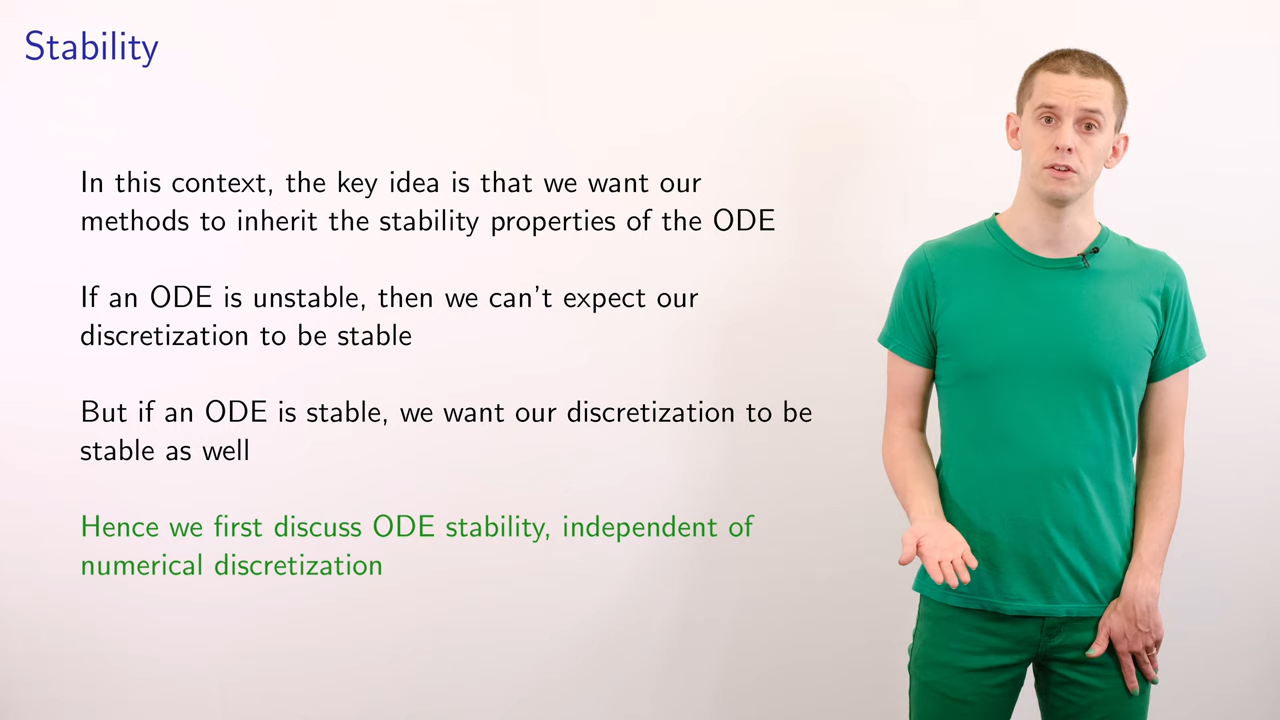 Stability
In this context, the key idea is that we want our
methods to inherit the stability properties of the ODE
If an ODE is unstable, then we can't expect our
discretization to be stable
But if an ODE is stable, we want our discretization to be
stable as well
Hence we first discuss ODE stability, independent of
numerical discretization